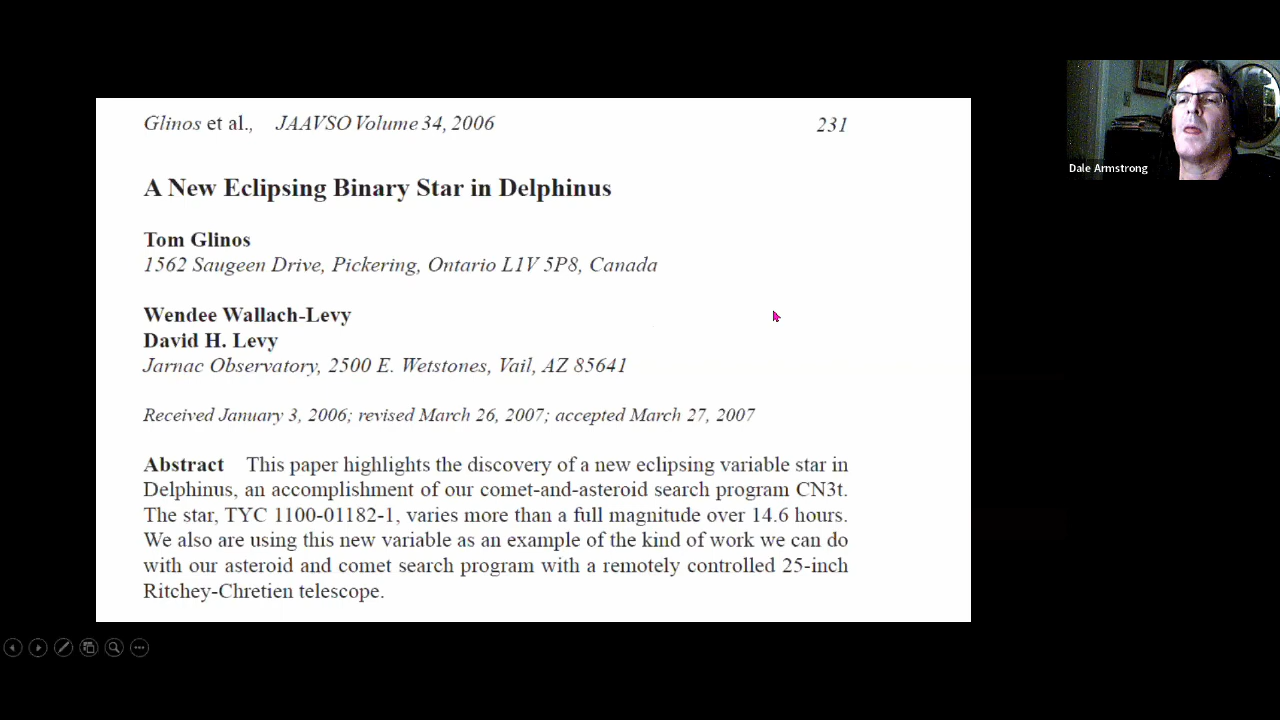 Glinos et al., JAAVSO Volume 34, 2006 231
A New Eclipsing Binary Star in Delphinus
Tom Glinos
1562 Saugeen Drive, Pickering, Ontario L1V 5P8, Canada
Wendee Wallach-Levy
David H. Levy
Jarnac Observatory, 2500 E. Wetstones, Vail, AZ 85641
Received January 3, 2006; revised March 26, 2007; accepted March 27, 2007
Abstract This paper highlights the discovery of a new eclipsing variable star in
Delphinus, an accomplishment of our comet-and-asteroid search program CN3t.
The star, TYC 1100-01182-1, varies more than a full magnitude over 14.6 hours.
We also are using this new variable as an example of the kind of work we can do
with our asteroid and comet search program with a remotely controlled 25-inch
Ritchey-Chretien telescope.
Dale Armstrong